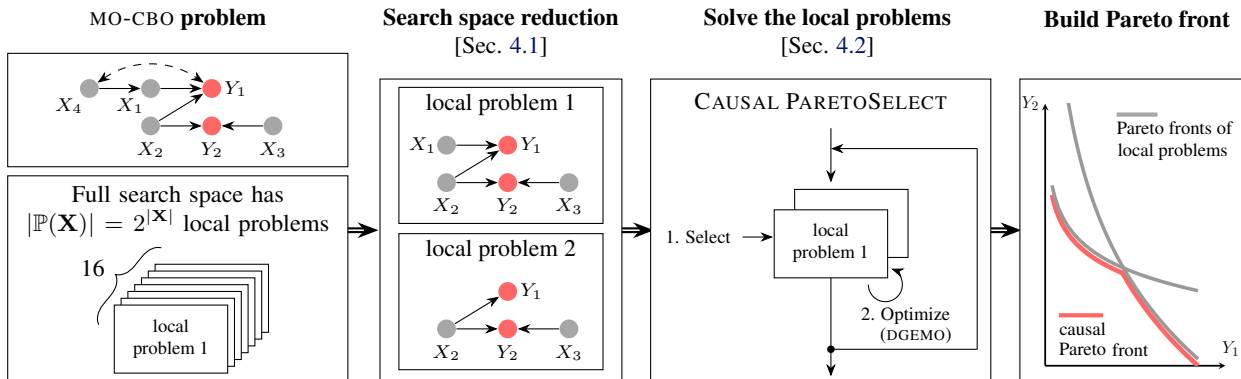 MO-CBO problem
X₄ X₁ Y₁
X₂ Y₂ X₃
Full search space has
|ℙ(𝐗)| = 2^|𝐗| local problems
16
local
problem 1
Search space reduction
[Sec. 4.1]
local problem 1
X₁ Y₁
X₂ Y₂ X₃
local problem 2
Y₁
X₂ Y₂ X₃
Solve the local problems
[Sec. 4.2]
CAUSAL PARETOSELECT
1. Select
local
problem 1
2. Optimize
(DGEMO)
Build Pareto front
Y₂
Pareto fronts of
local problems
causal
Pareto front
Y₁